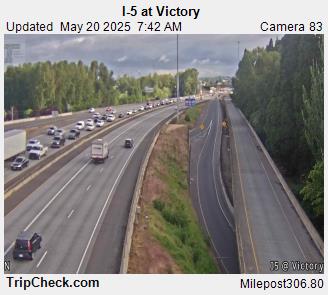 I-5 at Victory
Updated May 20 2025 7:42 AM Camera 83
N I5 @ Victory
TripCheck.com Milepost306.80